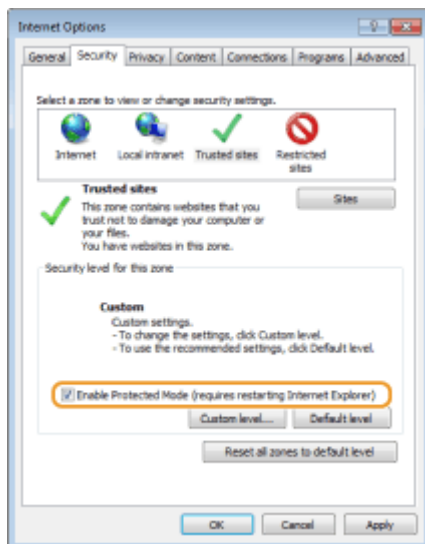 Internet Options
General Security Privacy Content Connections Programs Advanced
Select a zone to view or change security settings.
Internet Local intranet Trusted sites Restricted
sites
Trusted sites
Sites
This zone contains websites that you
trust not to damage your computer or
your files.
You have websites in this zone.
Security level for this zone
Custom
Custom settings.
- To change the settings, click Custom level.
- To use the recommended settings, click Default level.
Enable Protected Mode (requires restarting Internet Explorer)
Custom level... Default level
Reset all zones to default level
OK Cancel Apply